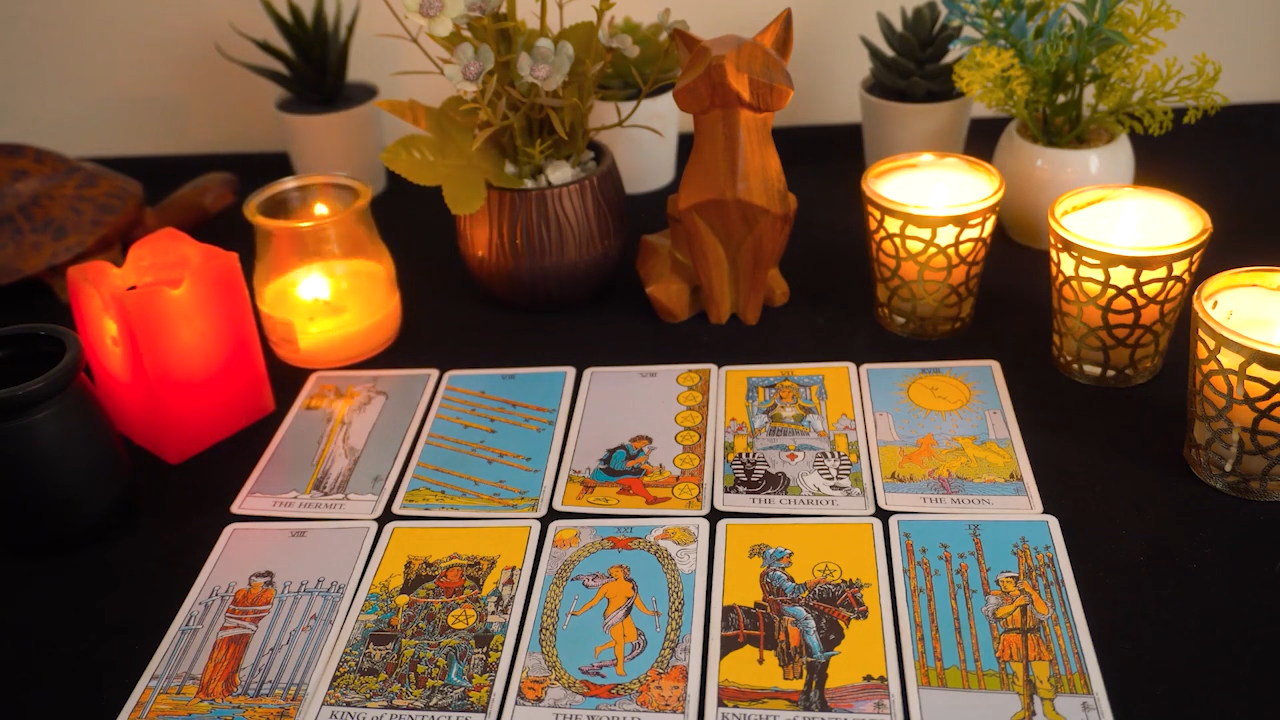 VIII
VIII
VII
XVIII
THE HERMIT.
THE CHARIOT.
THE MOON.
VIII
XXI
IX
KING of PENTACLES.
THE WORLD.
KNIGHT of PENTACLES.